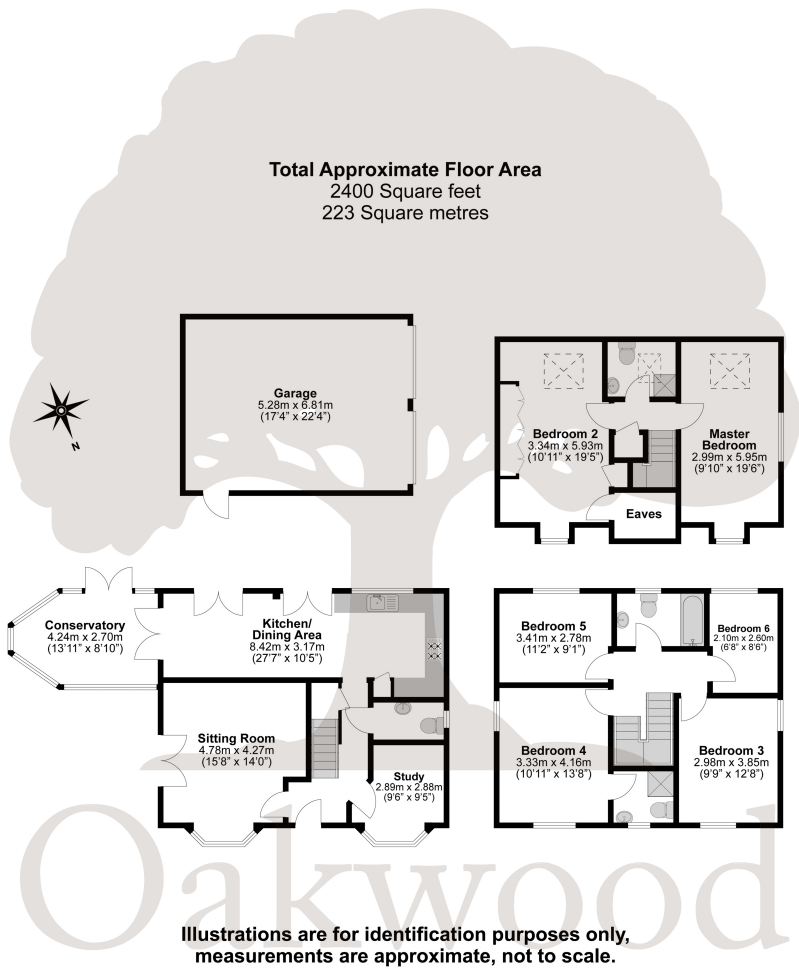 Total Approximate Floor Area
2400 Square feet
223 Square metres
Garage
5.28m x 6.81m
(17'4" x 22'4")
N
Bedroom 2
3.34m x 5.93m
(10'11" x 19'5")
Master
Bedroom
2.99m x 5.95m
(9'10" x 19'6")
Eaves
Conservatory
4.24m x 2.70m
(13'11" x 8'10")
Kitchen/
Dining Area
8.42m x 3.17m
(27'7" x 10'5")
Sitting Room
4.78m x 4.27m
(15'8" x 14'0")
Study
2.89m x 2.88m
(9'6" x 9'5")
Bedroom 5
3.41m x 2.78m
(11'2" x 9'1")
Bedroom 6
2.10m x 2.60m
(6'8" x 8'6")
Bedroom 4
3.33m x 4.16m
(10'11" x 13'8")
Bedroom 3
2.98m x 3.85m
(9'9" x 12'8")
Oakwood
Illustrations are for identification purposes only,
measurements are approximate, not to scale.